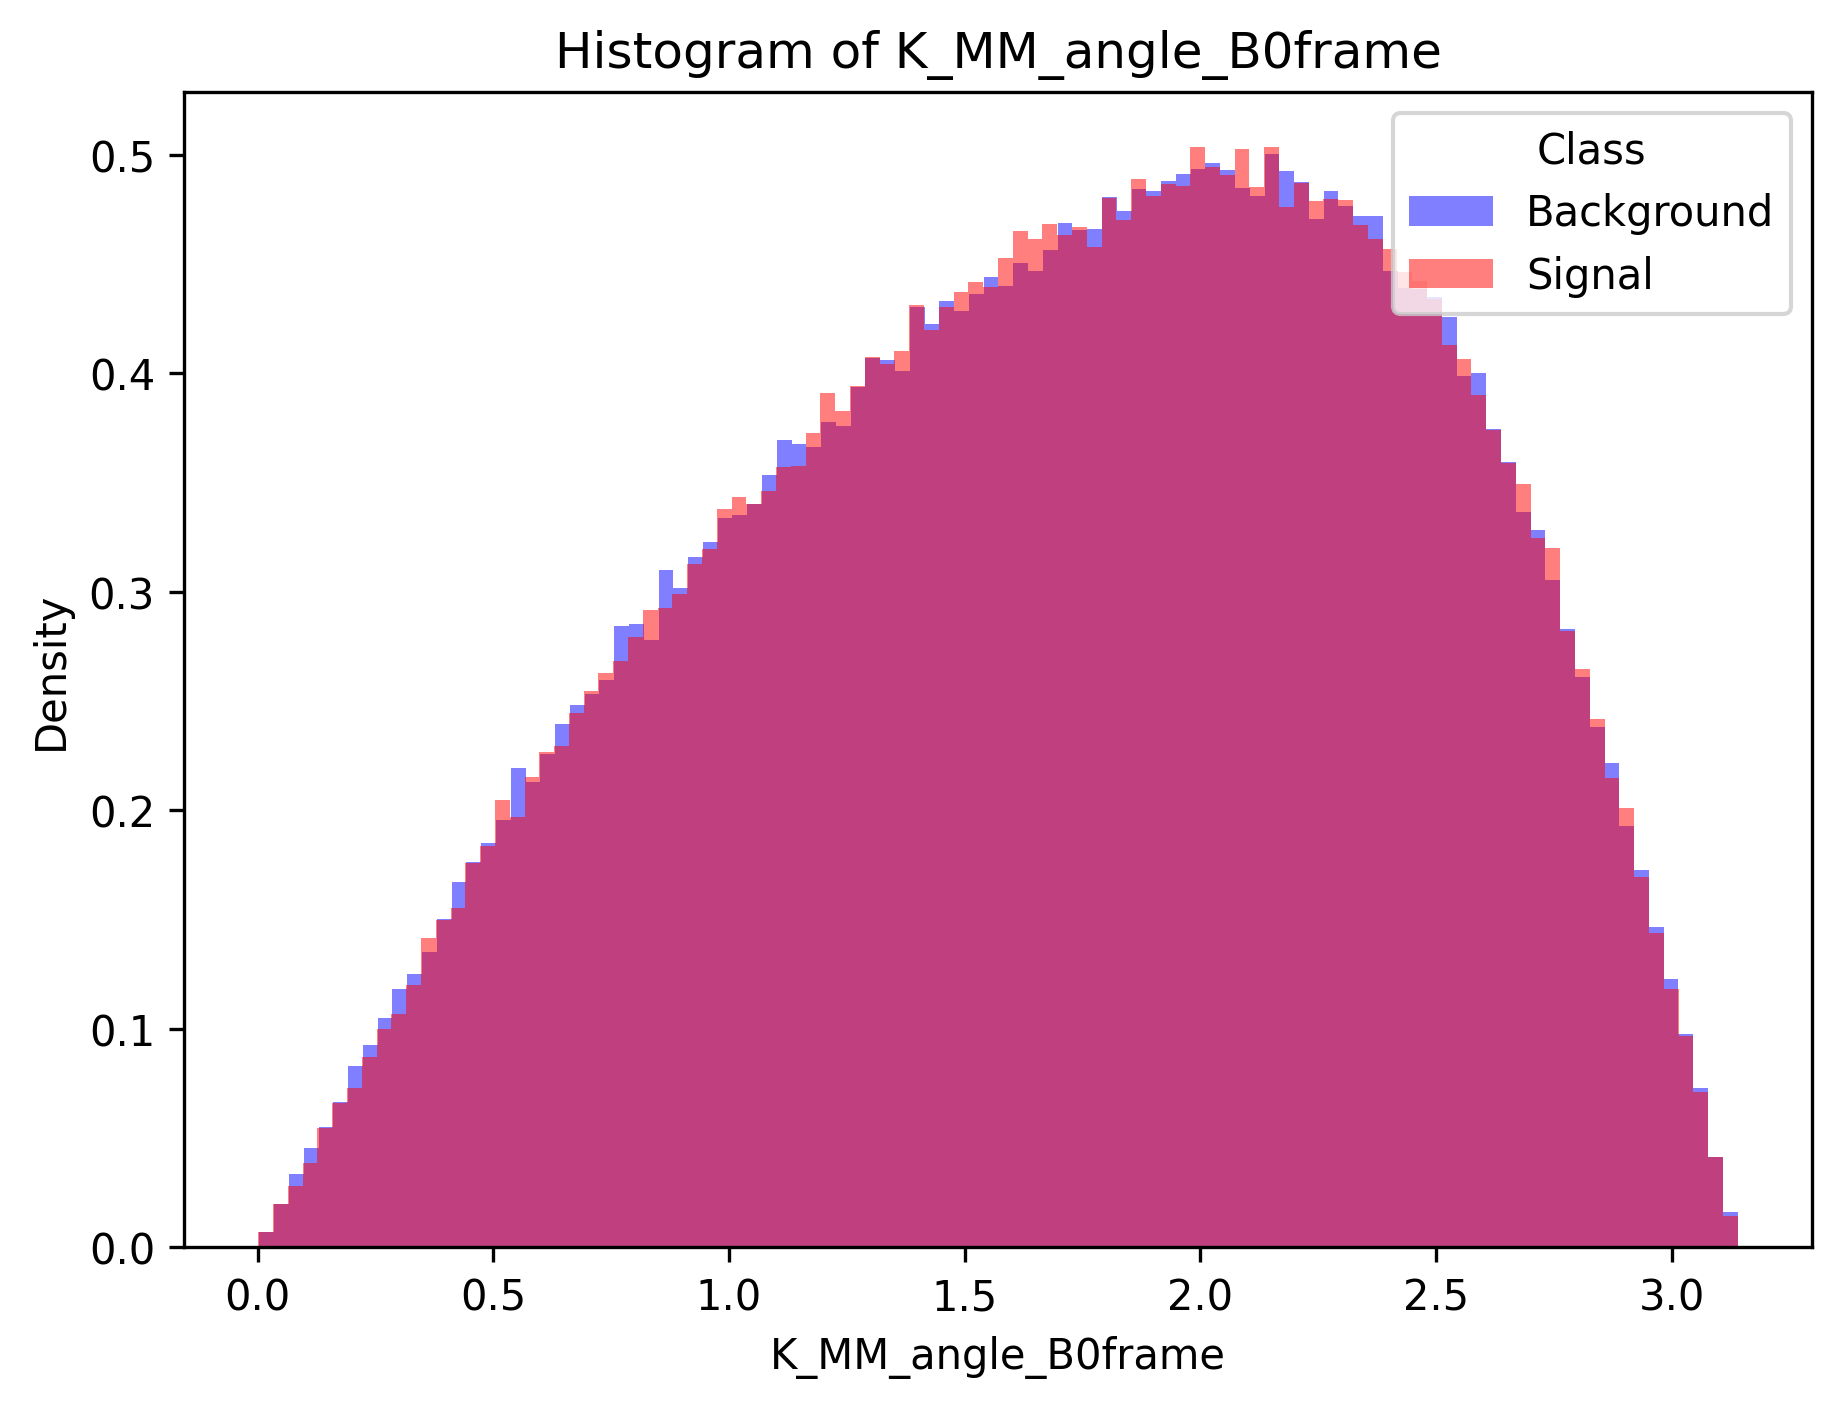 Histogram of K_MM_angle_B0frame
Class
Background
Signal
Density
0.5
0.4
0.3
0.2
0.1
0.0
0.0 0.5 1.0 1.5 2.0 2.5 3.0
K_MM_angle_B0frame